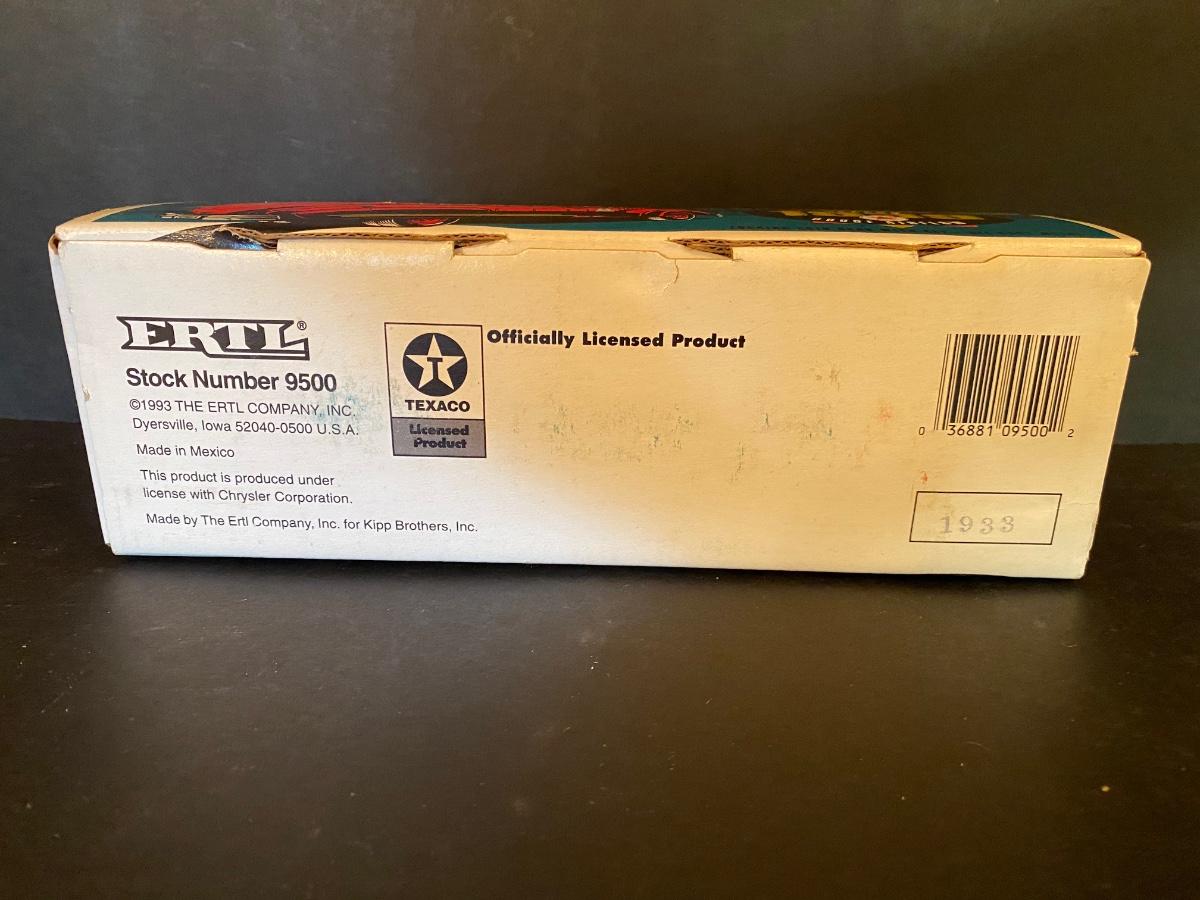 ERTL®
Stock Number 9500
©1993 THE ERTL COMPANY, INC.
Dyersville, Iowa 52040-0500 U.S.A.
Made in Mexico
This product is produced under
license with Chrysler Corporation.
Made by The Ertl Company, Inc. for Kipp Brothers, Inc.
T
TEXACO
Licensed
Product
Officially Licensed Product
0 36881 09500 2
1933